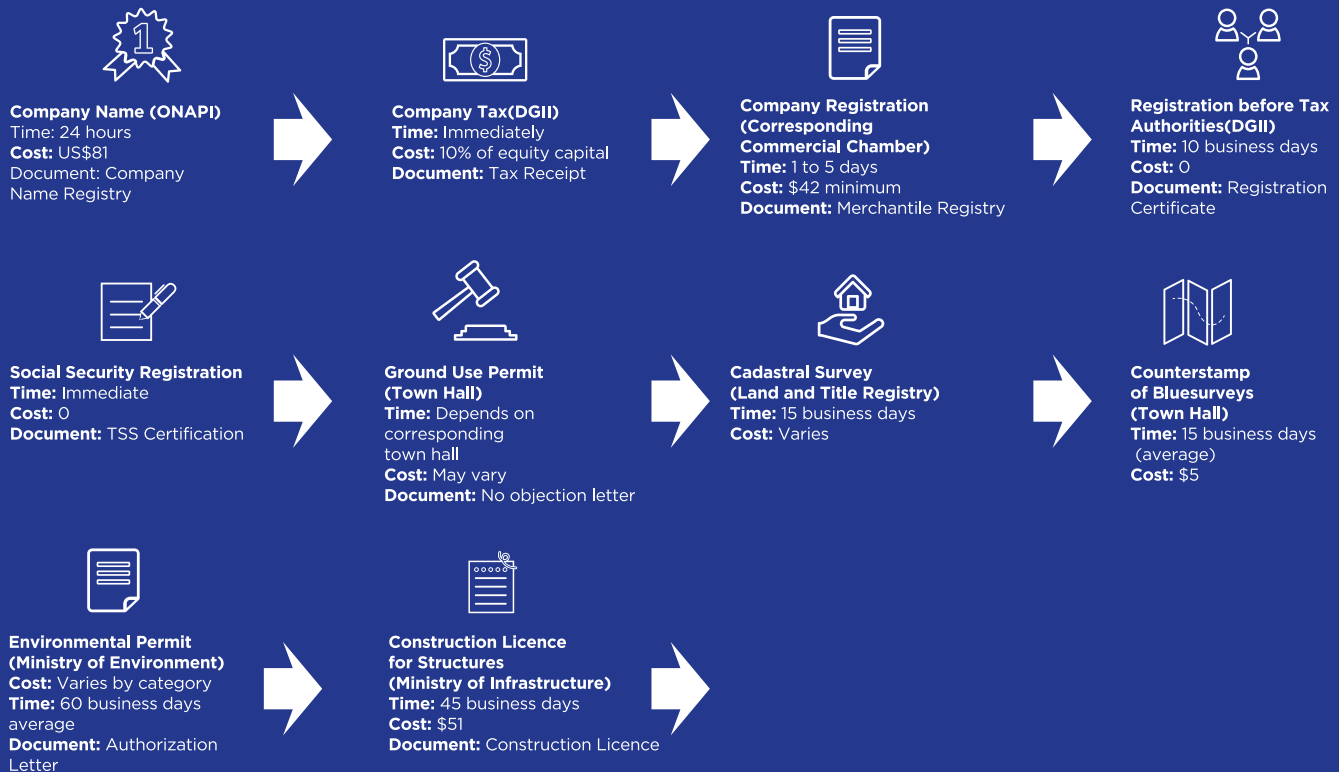 1
Company Name (ONAPI)
Time: 24 hours
Cost: US$81
Document: Company
Name Registry
$
Company Tax(DGII)
Time: Immediately
Cost: 10% of equity capital
Document: Tax Receipt
Company Registration
(Corresponding
Commercial Chamber)
Time: 1 to 5 days
Cost: $42 minimum
Document: Merchantile Registry
Registration before Tax
Authorities(DGII)
Time: 10 business days
Cost: 0
Document: Registration
Certificate
Social Security Registration
Time: Immediate
Cost: 0
Document: TSS Certification
Ground Use Permit
(Town Hall)
Time: Depends on
corresponding
town hall
Cost: May vary
Document: No objection letter
Cadastral Survey
(Land and Title Registry)
Time: 15 business days
Cost: Varies
Counterstamp
of Bluesurveys
(Town Hall)
Time: 15 business days
(average)
Cost: $5
Environmental Permit
(Ministry of Environment)
Cost: Varies by category
Time: 60 business days
average
Document: Authorization
Letter
Construction Licence
for Structures
(Ministry of Infrastructure)
Time: 45 business days
Cost: $51
Document: Construction Licence